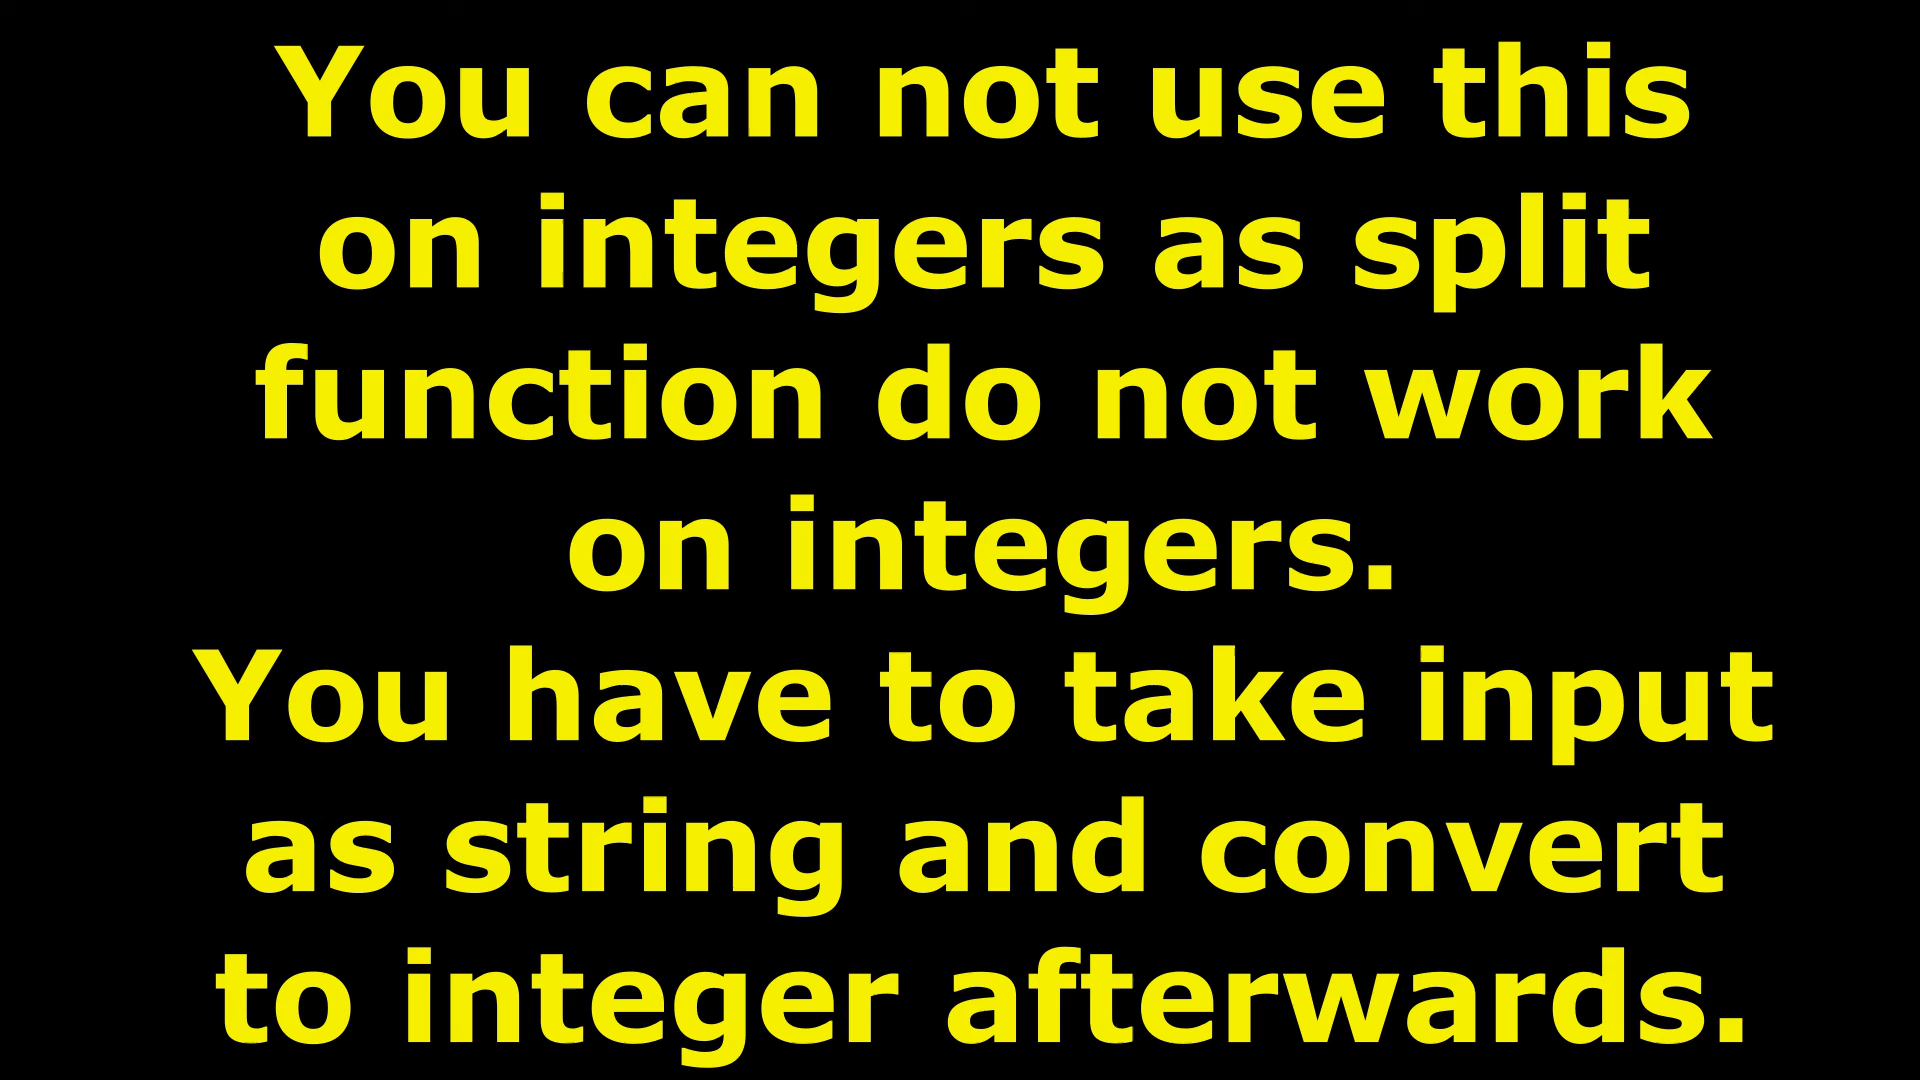 You can not use this
on integers as split
function do not work
on integers.
You have to take input
as string and convert
to integer afterwards.